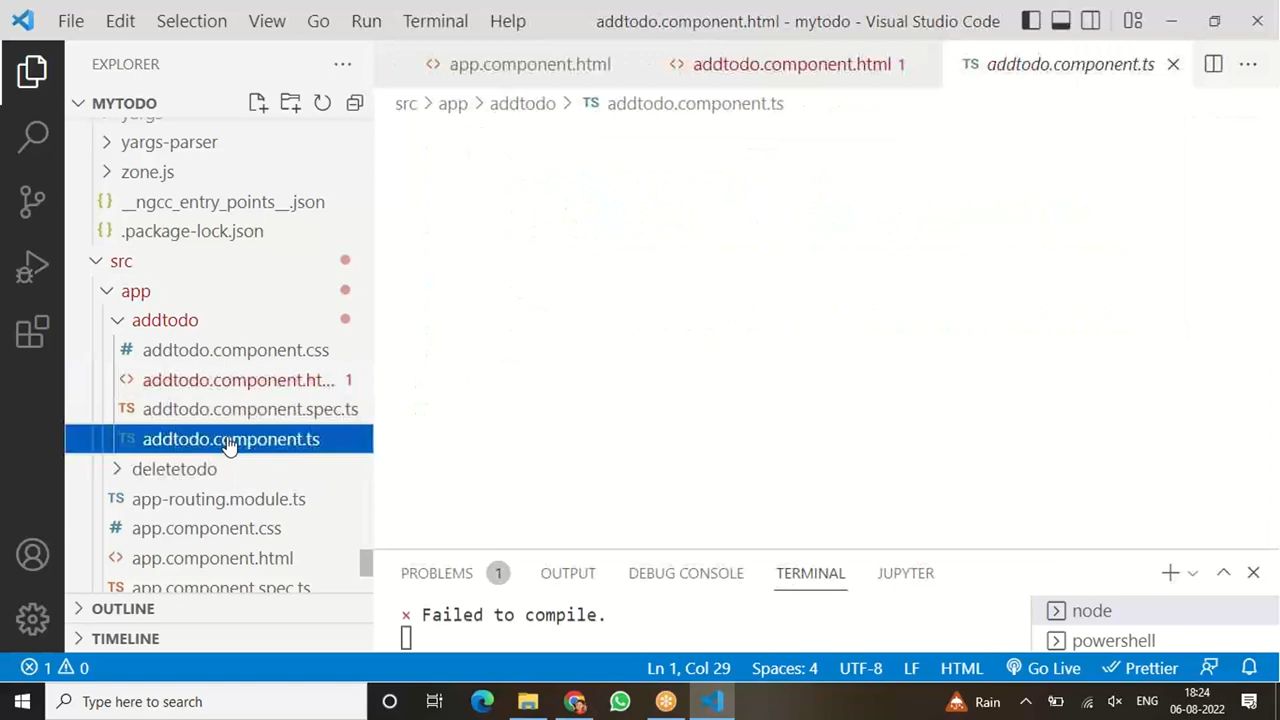 File Edit Selection View Go Run Terminal Help addtodo.component.html - mytodo - Visual Studio Code
EXPLORER
app.component.html addtodo.component.html 1 addtodo.component.ts
MYTODO
src app addtodo TS addtodo.component.ts
yargs
yargs-parser
zone.js
{} __ngcc_entry_points__.json
{} .package-lock.json
src
app
addtodo
# addtodo.component.css
<> addtodo.component.ht... 1
TS addtodo.component.spec.ts
TS addtodo.component.ts
deletetodo
TS app-routing.module.ts
# app.component.css
<> app.component.html
TS app.component.spec.ts
OUTLINE
TIMELINE
PROBLEMS 1 OUTPUT DEBUG CONSOLE TERMINAL JUPYTER
× Failed to compile.
node
powershell
1 0 Ln 1, Col 29 Spaces: 4 UTF-8 LF HTML Go Live Prettier
Type here to search
Rain ENG 18:24
06-08-2022